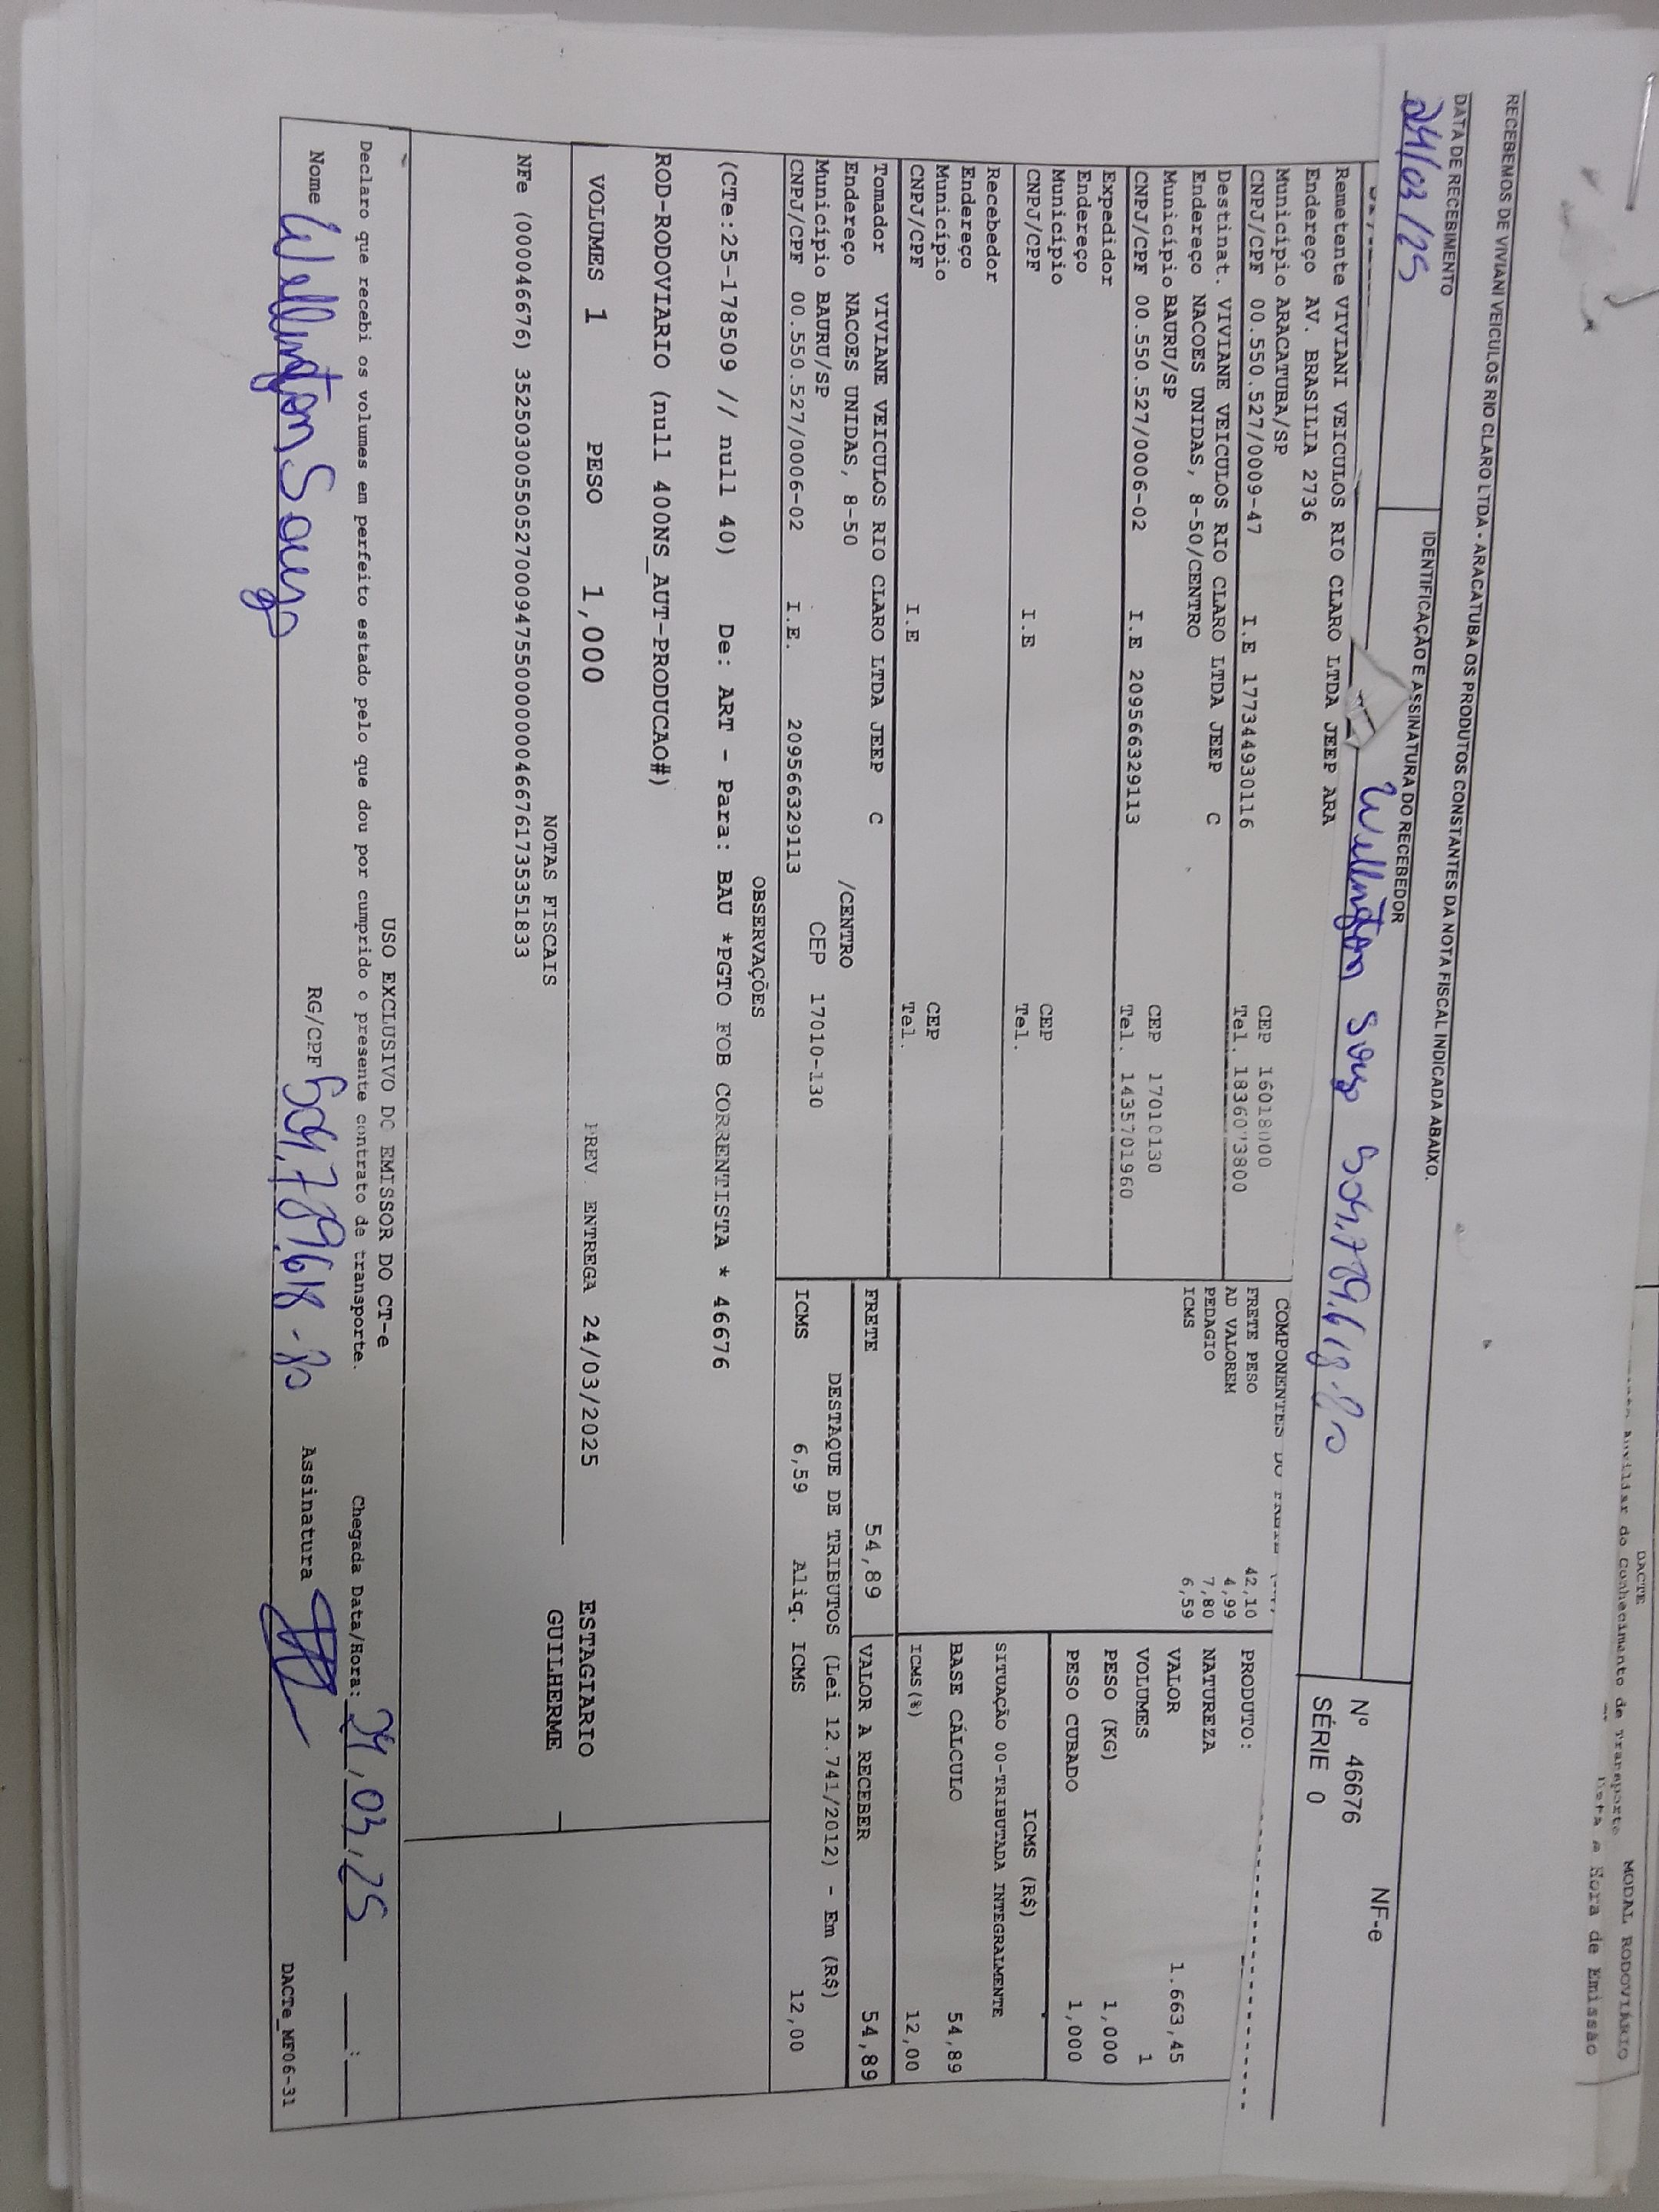 DACTE
MODAL RODOVIÁRIO
Auxiliar do Conhecimento de Transporte
Hora de Emissão
RECEBEMOS DE VIVIANI VEICULOS RIO CLARO LTDA - ARACATUBA OS PRODUTOS CONSTANTES DA NOTA FISCAL INDICADA ABAIXO.
DATA DE RECEBIMENTO
24/03/25
IDENTIFICAÇÃO E ASSINATURA DO RECEBEDOR
Wellington Souza 504.789.618-80
NF-e
Nº 46676
SÉRIE 0
Remetente VIVIANI VEICULOS RIO CLARO LTDA JEEP ARA
Endereço AV. BRASILIA 2736
Município ARACATUBA/SP CEP 16018000
CNPJ/CPF 00.550.527/0009-47 I.E 177344930116 Tel. 1836073800
Destinat. VIVIANE VEICULOS RIO CLARO LTDA JEEP C
Endereço NACOES UNIDAS, 8-50/CENTRO
Município BAURU/SP CEP 17010130
CNPJ/CPF 00.550.527/0006-02 I.E 209566329113 Tel. 1435701960
Expedidor
Endereço
Município CEP
CNPJ/CPF I.E Tel.
Recebedor
Endereço
Município CEP
CNPJ/CPF I.E Tel.
Tomador VIVIANE VEICULOS RIO CLARO LTDA JEEP C
Endereço NACOES UNIDAS, 8-50 /CENTRO
Município BAURU/SP CEP 17010-130
CNPJ/CPF 00.550.527/0006-02 I.E. 209566329113
COMPONENTES DO FRETE
FRETE PESO 42,10
AD VALOREM 4,99
PEDAGIO 7,80
ICMS 6,59
PRODUTO:
NATUREZA
VALOR 1.663,45
VOLUMES 1
PESO (KG) 1,000
PESO CUBADO 1,000
ICMS (R$)
SITUAÇÃO 00-TRIBUTADA INTEGRALMENTE
BASE CÁLCULO 54,89
ICMS(%) 12,00
FRETE 54,89 VALOR A RECEBER 54,89
DESTAQUE DE TRIBUTOS (Lei 12.741/2012) - Em (R$)
ICMS 6,59 Aliq. ICMS 12,00
OBSERVAÇÕES
(CTe:25-178509 // null 40) De: ART - Para: BAU *PGTO FOB CORRENTISTA * 46676
ROD-RODOVIARIO (null 400NS_AUT-PRODUCAO#)
VOLUMES 1 PESO 1,000 PREV. ENTREGA 24/03/2025 ESTAGIARIO
GUILHERME
NOTAS FISCAIS
NFe (000046676) 35250300550527000947550000000466761735351833
USO EXCLUSIVO DO EMISSOR DO CT-e
Declaro que recebi os volumes em perfeito estado pelo que dou por cumprido o presente contrato de transporte. Chegada Data/Hora: 24/03/25 :
Nome Wellington Souza RG/CPF 504.789.618-80 Assinatura
DACTe_MF06-31